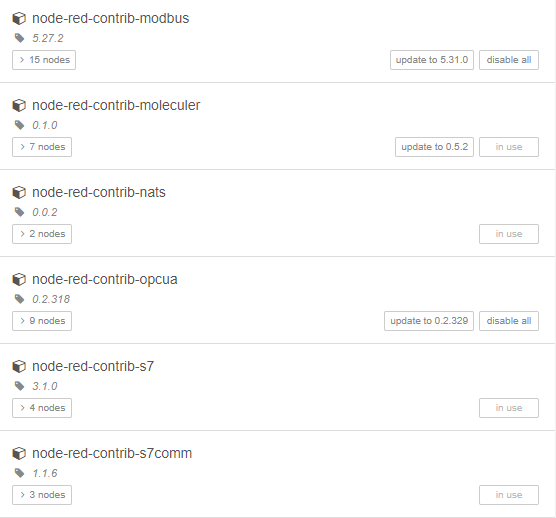 node-red-contrib-modbus
5.27.2
> 15 nodes update to 5.31.0 disable all
node-red-contrib-moleculer
0.1.0
> 7 nodes update to 0.5.2 in use
node-red-contrib-nats
0.0.2
> 2 nodes in use
node-red-contrib-opcua
0.2.318
> 9 nodes update to 0.2.329 disable all
node-red-contrib-s7
3.1.0
> 4 nodes in use
node-red-contrib-s7comm
1.1.6
> 3 nodes in use